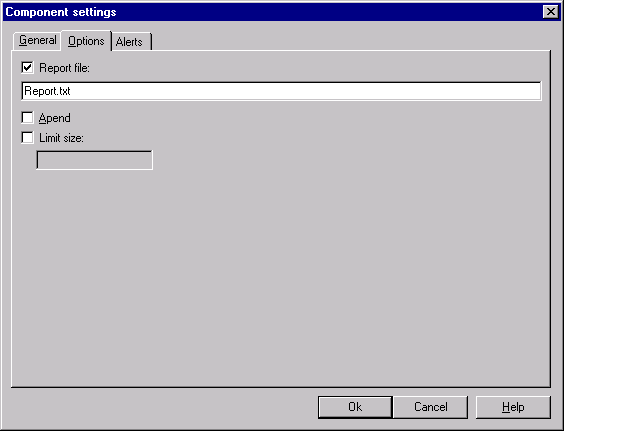 Component settings
General Options Alerts
Report file:
Report.txt
Apend
Limit size:
Ok Cancel Help